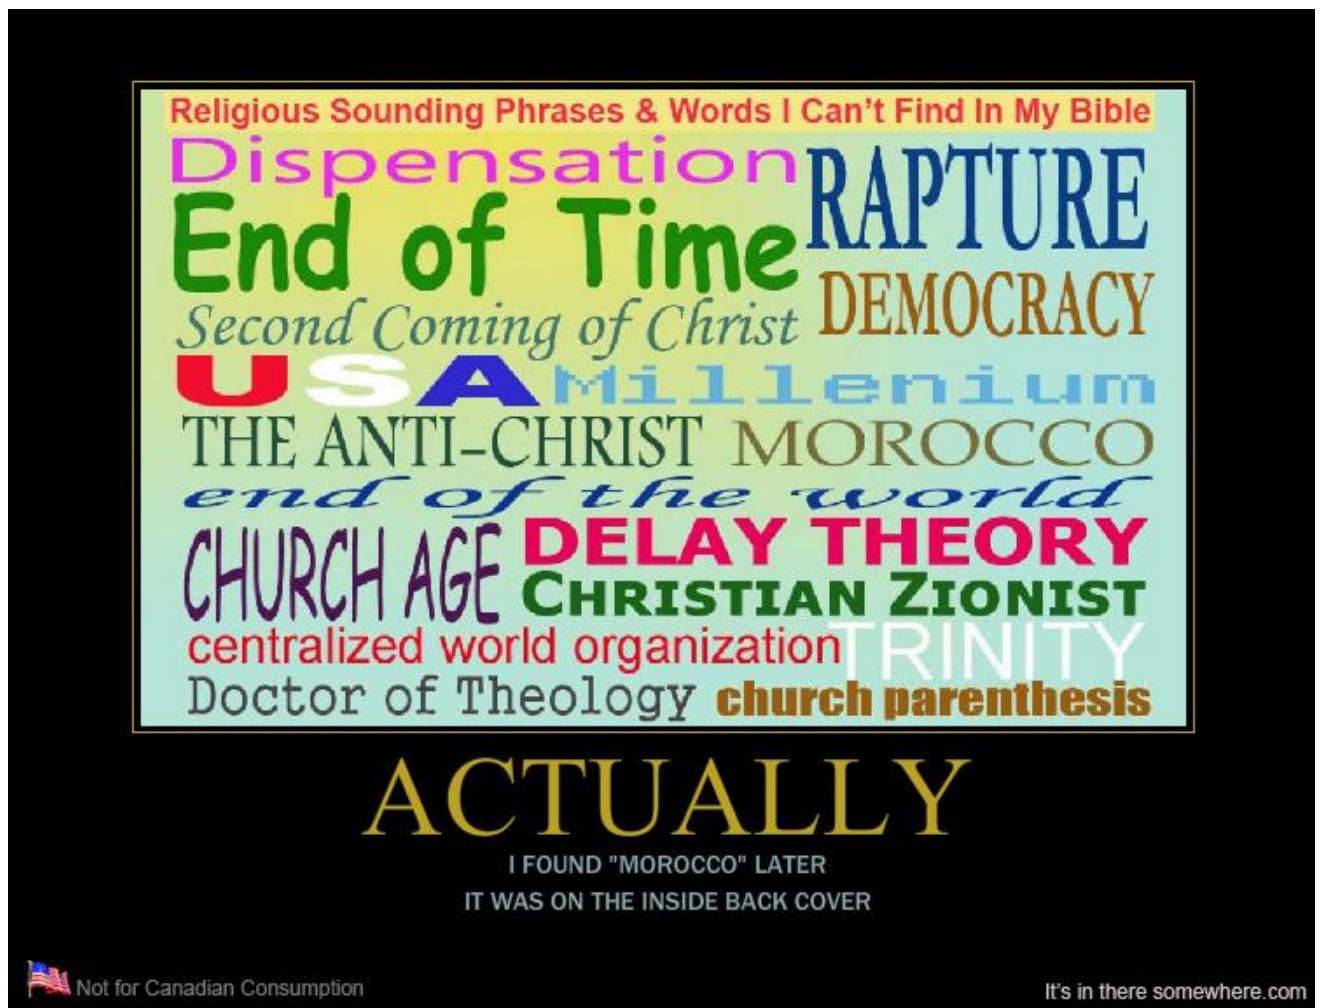 Religious Sounding Phrases & Words I Can't Find In My Bible
Dispensation
RAPTURE
End of Time
DEMOCRACY
Second Coming of Christ
USA Millenium
THE ANTI-CHRIST MOROCCO
end of the world
CHURCH AGE
DELAY THEORY
CHRISTIAN ZIONIST
centralized world organization
TRINITY
Doctor of Theology church parenthesis
ACTUALLY
I FOUND "MOROCCO" LATER
IT WAS ON THE INSIDE BACK COVER
Not for Canadian Consumption
It's in there somewhere.com